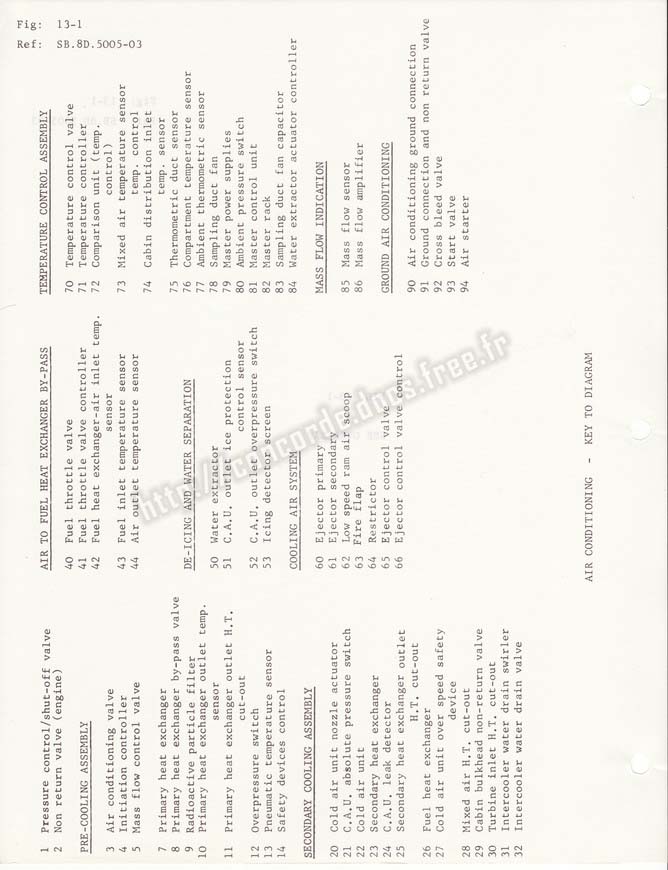 Fig: 13-1
Ref: SB.8D.5005-03
1 Pressure control/shut-off valve
2 Non return valve (engine)
PRE-COOLING ASSEMBLY
3 Air conditioning valve
4 Initiation controller
5 Mass flow control valve
7 Primary heat exchanger
8 Primary heat exchanger by-pass valve
9 Radioactive particle filter
10 Primary heat exchanger outlet temp.
sensor
11 Primary heat exchanger outlet H.T.
cut-out
12 Overpressure switch
13 Pneumatic temperature sensor
14 Safety devices control
SECONDARY COOLING ASSEMBLY
20 Cold air unit nozzle actuator
21 C.A.U. absolute pressure switch
22 Cold air unit
23 Secondary heat exchanger
24 C.A.U. leak detector
25 Secondary heat exchanger outlet
H.T. cut-out
26 Fuel heat exchanger
27 Cold air unit over speed safety
device
28 Mixed air H.T. cut-out
29 Cabin bulkhead non-return valve
30 Turbine inlet H.T. cut-out
31 Intercooler water drain swirler
32 Intercooler water drain valve
AIR TO FUEL HEAT EXCHANGER BY-PASS
40 Fuel throttle valve
41 Fuel throttle valve controller
42 Fuel heat exchanger-air inlet temp.
sensor
43 Fuel inlet temperature sensor
44 Air outlet temperature sensor
DE-ICING AND WATER SEPARATION
50 Water extractor
51 C.A.U. outlet ice protection
control sensor
52 C.A.U. outlet overpressure switch
53 Icing detector screen
COOLING AIR SYSTEM
60 Ejector primary
61 Ejector secondary
62 Low speed ram air scoop
63 Fire flap
64 Restrictor
65 Ejector control valve
66 Ejector control valve control
TEMPERATURE CONTROL ASSEMBLY
70 Temperature control valve
71 Temperature controller
72 Comparison unit (temp.
control)
73 Mixed air temperature sensor
temp. control
74 Cabin distribution inlet
temp. sensor
75 Thermometric duct sensor
76 Compartment temperature sensor
77 Ambient thermometric sensor
78 Sampling duct fan
79 Master power supplies
80 Ambient pressure switch
81 Master control unit
82 Master rack
83 Sampling duct fan capacitor
84 Water extractor actuator controller
MASS FLOW INDICATION
85 Mass flow sensor
86 Mass flow amplifier
GROUND AIR CONDITIONING
90 Air conditioning ground connection
91 Ground connection and non return valve
92 Cross bleed valve
93 Start valve
94 Air starter
AIR CONDITIONING - KEY TO DIAGRAM